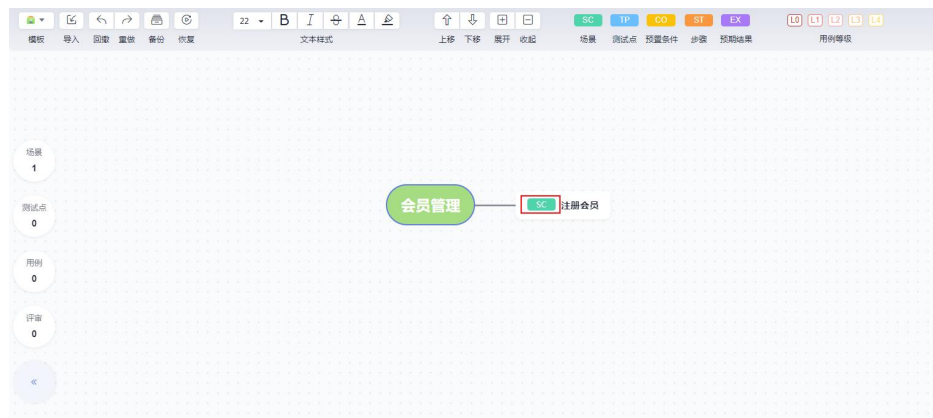 22 B I A SC TP CO ST EX L0 L1 L2 L3 L4
模板 导入 回撤 重做 备份 恢复 文本样式 上移 下移 展开 收起 场景 测试点 预置条件 步骤 预期结果 用例等级
场景
1
会员管理 SC 注册会员
测试点
0
用例
0
评审
0
«